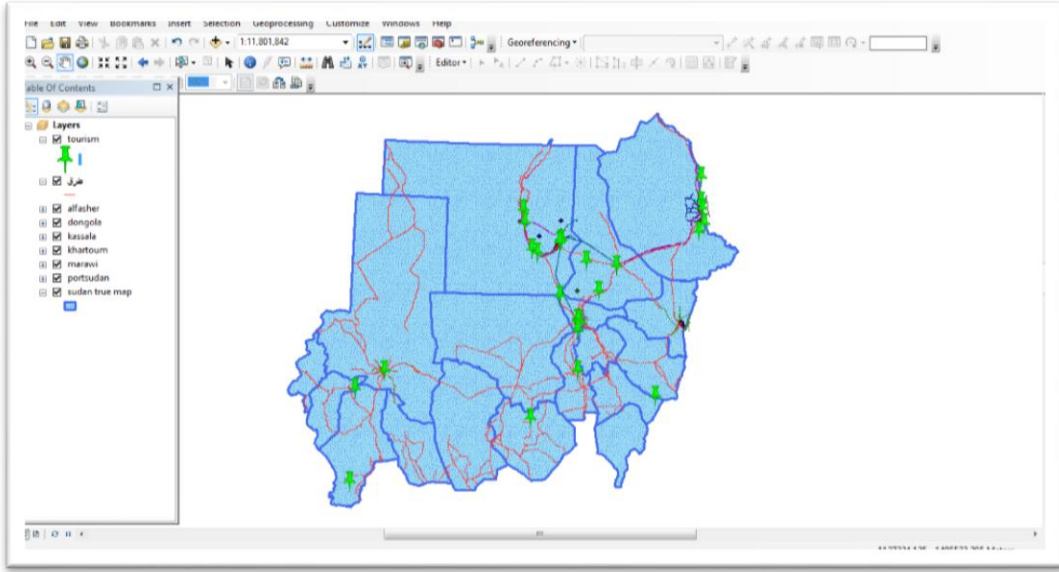 File Edit View Bookmarks Insert Selection Geoprocessing Customize Windows Help
1:11,801,842 Georeferencing
Editor
Table Of Contents
Layers
tourism
طرق
alfasher
dongola
kassala
khartoum
marawi
portsudan
sudan true map